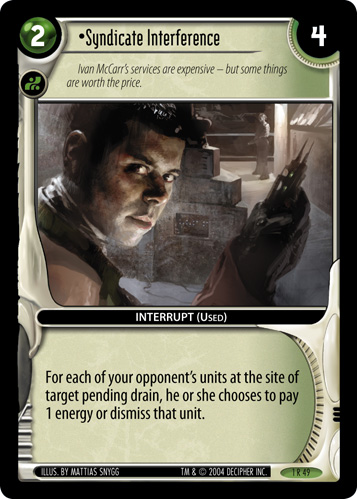 2
•Syndicate Interference
4
Ivan McCarr's services are expensive – but some things
are worth the price.
INTERRUPT (USED)
For each of your opponent's units at the site of
target pending drain, he or she chooses to pay
1 energy or dismiss that unit.
ILLUS. BY MATTIAS SNYGG
TM & © 2004 DECIPHER INC.
1 R 49